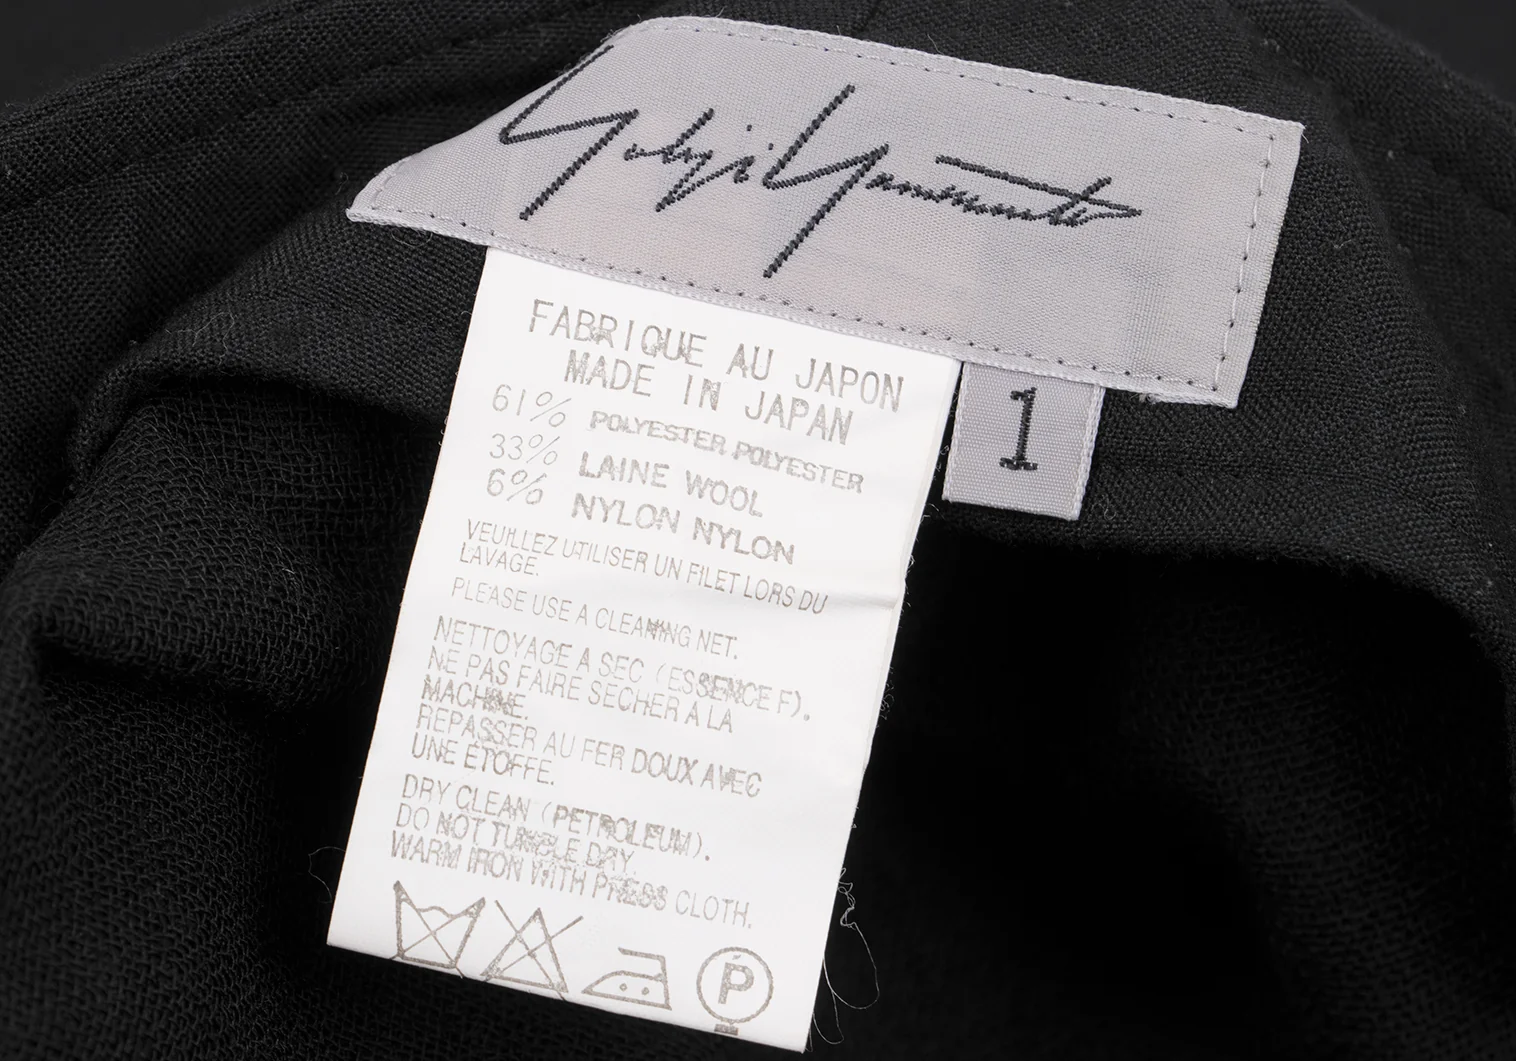 Yohji Yamamoto
1
FABRIQUE AU JAPON
MADE IN JAPAN
61% POLYESTER POLYESTER
33% LAINE WOOL
6% NYLON NYLON
VEUILLEZ UTILISER UN FILET LORS DU
LAVAGE.
PLEASE USE A CLEANING NET.
NETTOYAGE A SEC (ESSENCE F).
NE PAS FAIRE SECHER A LA
MACHINE.
REPASSER AU FER DOUX AVEC
UNE ÉTOFFE.
DRY CLEAN (PETROLEUM).
DO NOT TUMBLE DRY.
WARM IRON WITH PRESS CLOTH.
P